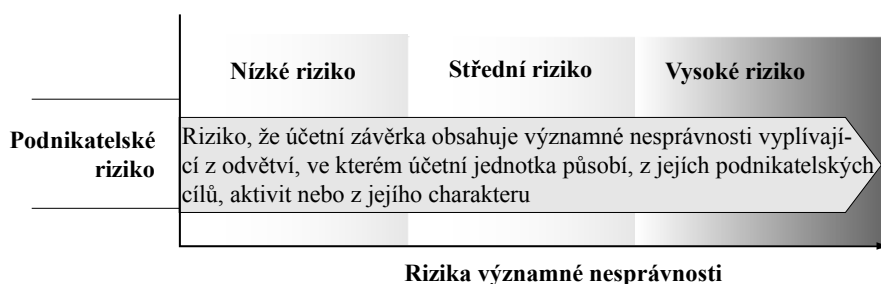 Nízké riziko
Střední riziko
Vysoké riziko
Podnikatelské
riziko
Riziko, že účetní závěrka obsahuje významné nesprávnosti vyplívají-
cí z odvětví, ve kterém účetní jednotka působí, z jejích podnikatelských
cílů, aktivit nebo z jejího charakteru
Rizika významné nesprávnosti